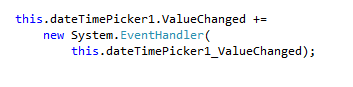 this.dateTimePicker1.ValueChanged +=
new System.EventHandler(
this.dateTimePicker1_ValueChanged);